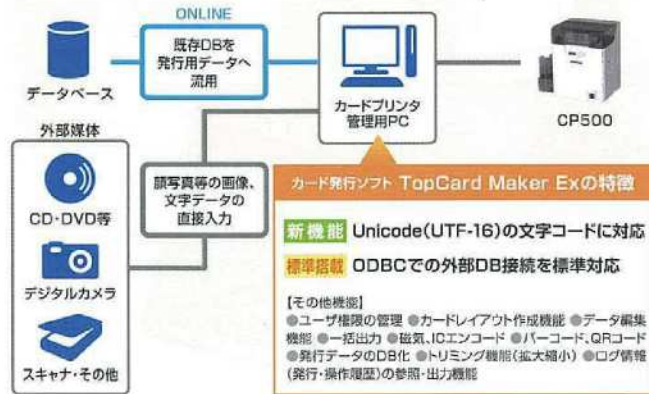 ONLINE
既存DBを
発行用データへ
流用
データベース
カードプリンタ
管理用PC
CP500
外部媒体
CD・DVD等
デジタルカメラ
スキャナ・その他
顔写真等の画像、
文字データの
直接入力
カード発行ソフト TopCard Maker Exの特徴
新機能 Unicode(UTF-16)の文字コードに対応
標準搭載 ODBCでの外部DB接続を標準対応
【その他機能】
●ユーザ権限の管理 ●カードレイアウト作成機能 ●データ編集
機能 ●一括出力 ●磁気、ICエンコード ●バーコード、QRコード
●発行データのDB化 ●トリミング機能(拡大縮小) ●ログ情報
(発行・操作履歴)の参照・出力機能